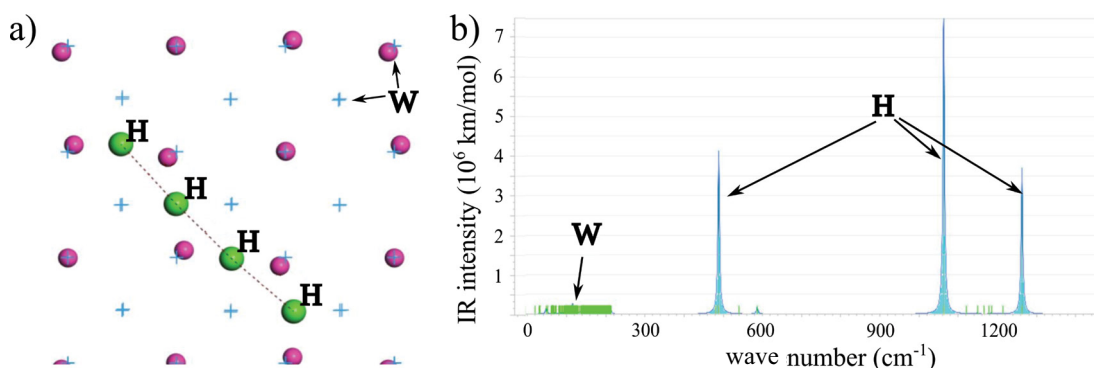 a)
W
H
H
H
H
b)
IR intensity (10⁶ km/mol)
7
6
5
4
3
2
1
H
W
0 300 600 900 1200
wave number (cm⁻¹)